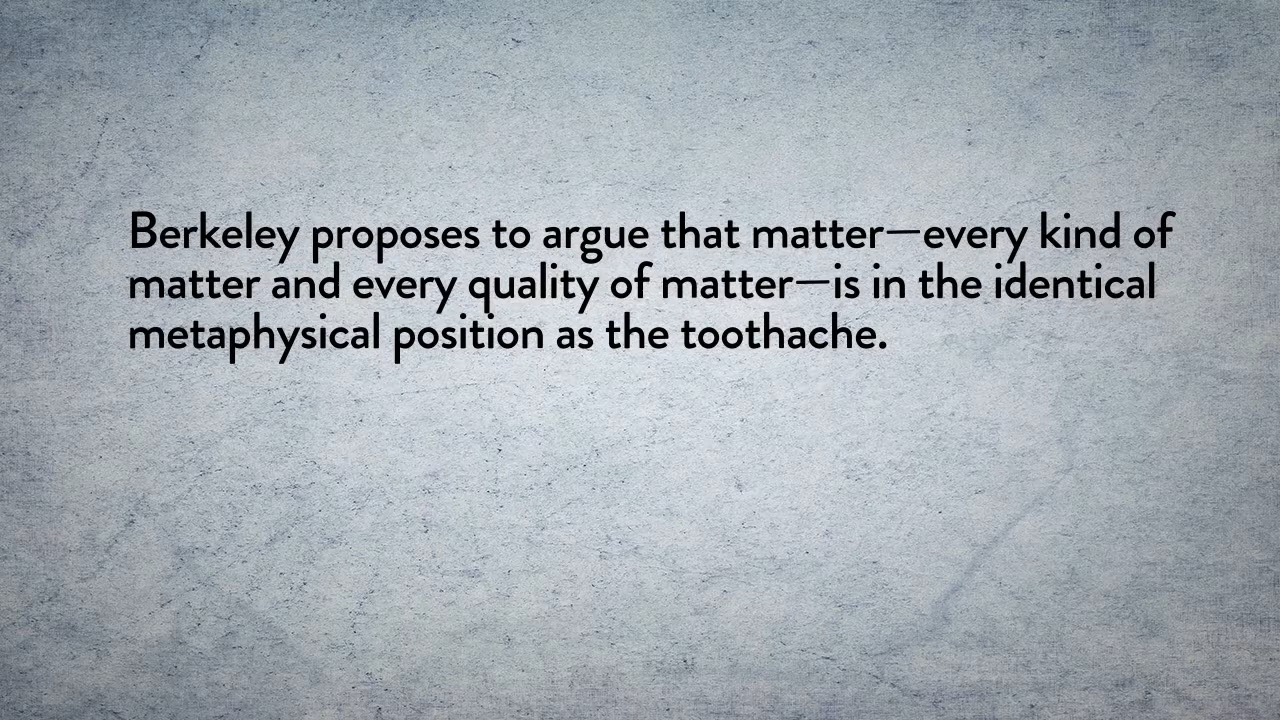 Berkeley proposes to argue that matter—every kind of
matter and every quality of matter—is in the identical
metaphysical position as the toothache.